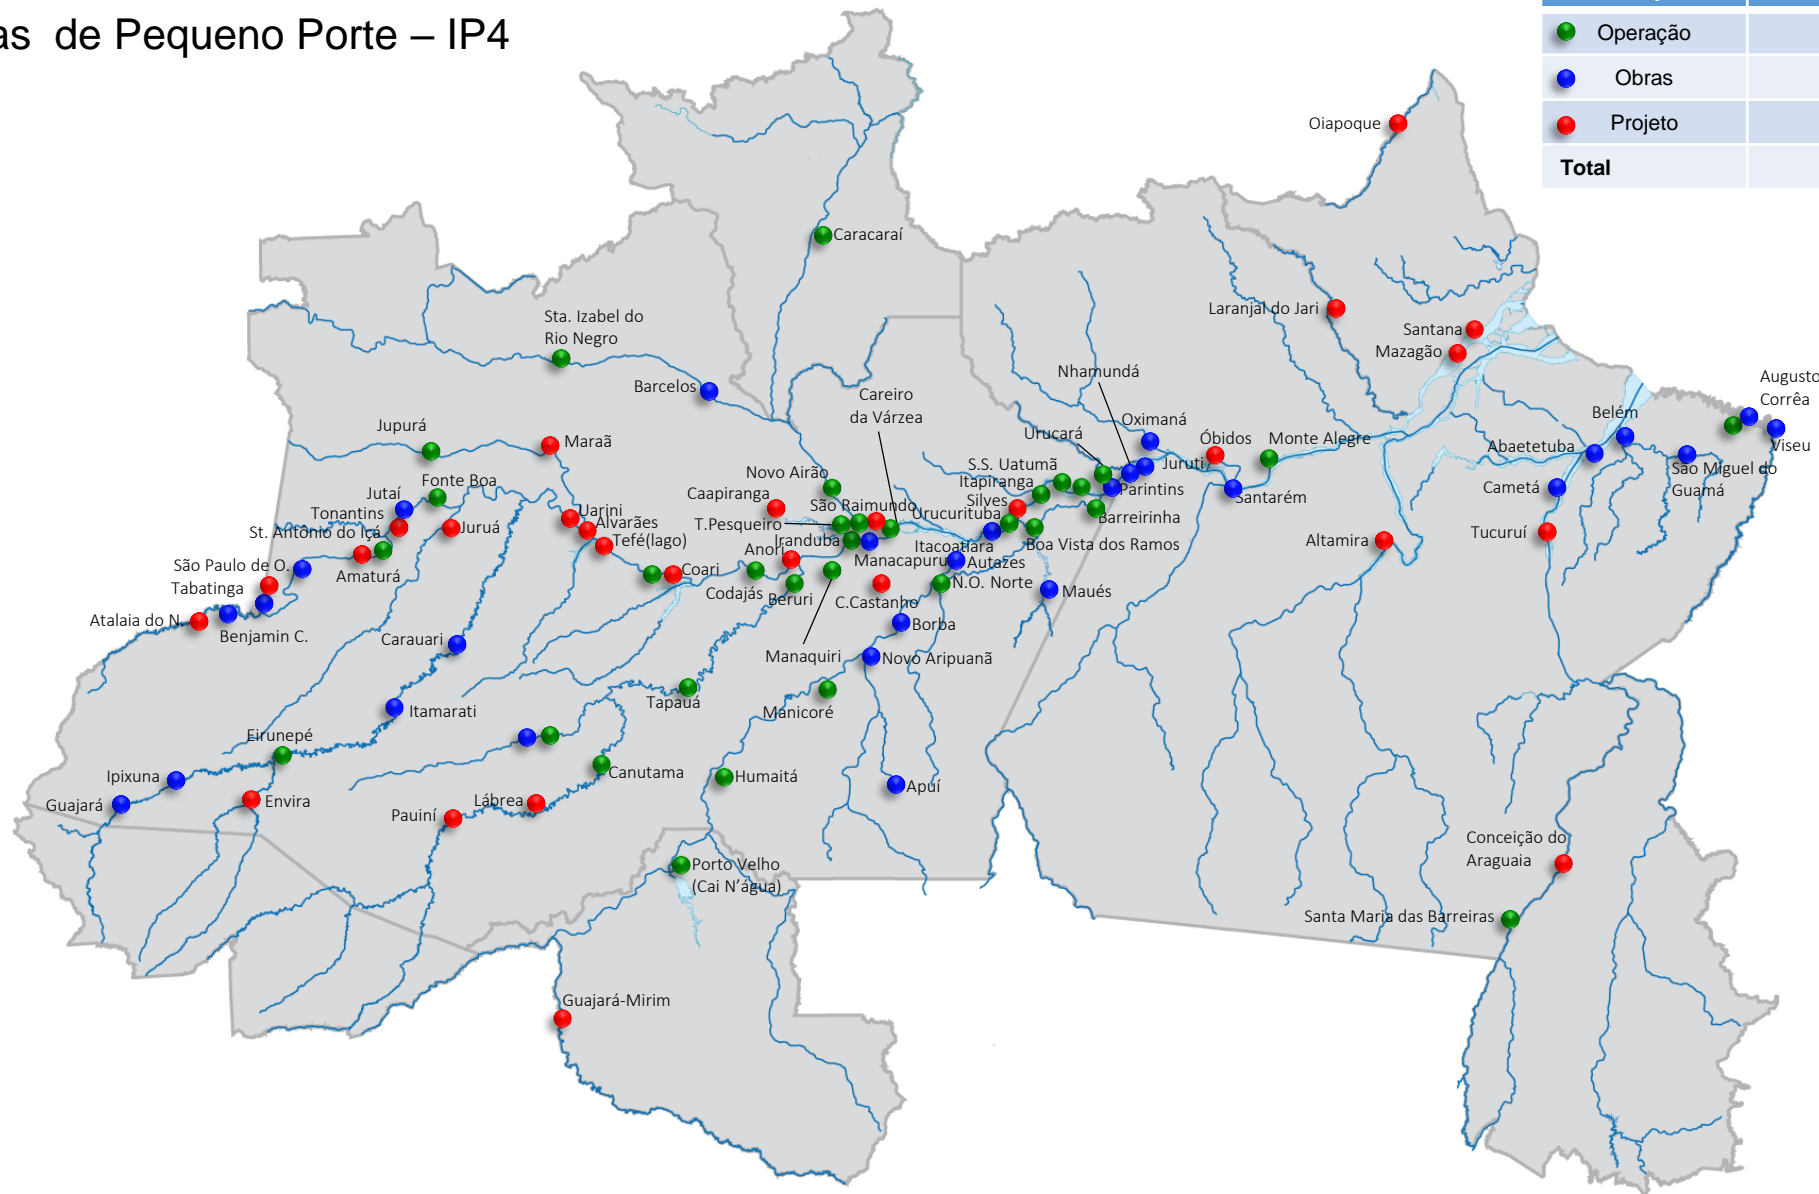 as de Pequeno Porte – IP4
Operação
Obras
Projeto
Total
Oiapoque
Caracaraí
Laranjal do Jari
Santana
Mazagão
Sta. Izabel do
Rio Negro
Barcelos
Nhamundá
Careiro
da Várzea
Augusto
Corrêa
Belém
Viseu
Oximaná
Urucará
Óbidos
Monte Alegre
Abaetetuba
São Miguel do
Guamá
Jupurá
Maraã
Juruti
S.S. Uatumã
Itapiranga
Silves
Parintins
Santarém
Cametá
Novo Airão
Caapiranga
São Raimundo
Urucurituba
Barreirinha
T.Pesqueiro
Iranduba
Fonte Boa
Jutaí
Tonantins
St. Antônio do Içá
Uarini
Alvarães
Tefé(lago)
Juruá
Anori
Manacapuru
Itacoatiara
Autazes
Boa Vista dos Ramos
Altamira
Tucuruí
São Paulo de O.
Amaturá
Tabatinga
Coari
Codajás
Beruri
C.Castanho
N.O. Norte
Maués
Atalaia do N.
Benjamin C.
Borba
Carauari
Manaquiri
Novo Aripuanã
Tapauá
Manicoré
Itamarati
Eirunepé
Ipixuna
Guajará
Envira
Canutama
Humaitá
Apuí
Lábrea
Pauiní
Conceição do
Araguaia
Porto Velho
(Cai N'água)
Santa Maria das Barreiras
Guajará-Mirim